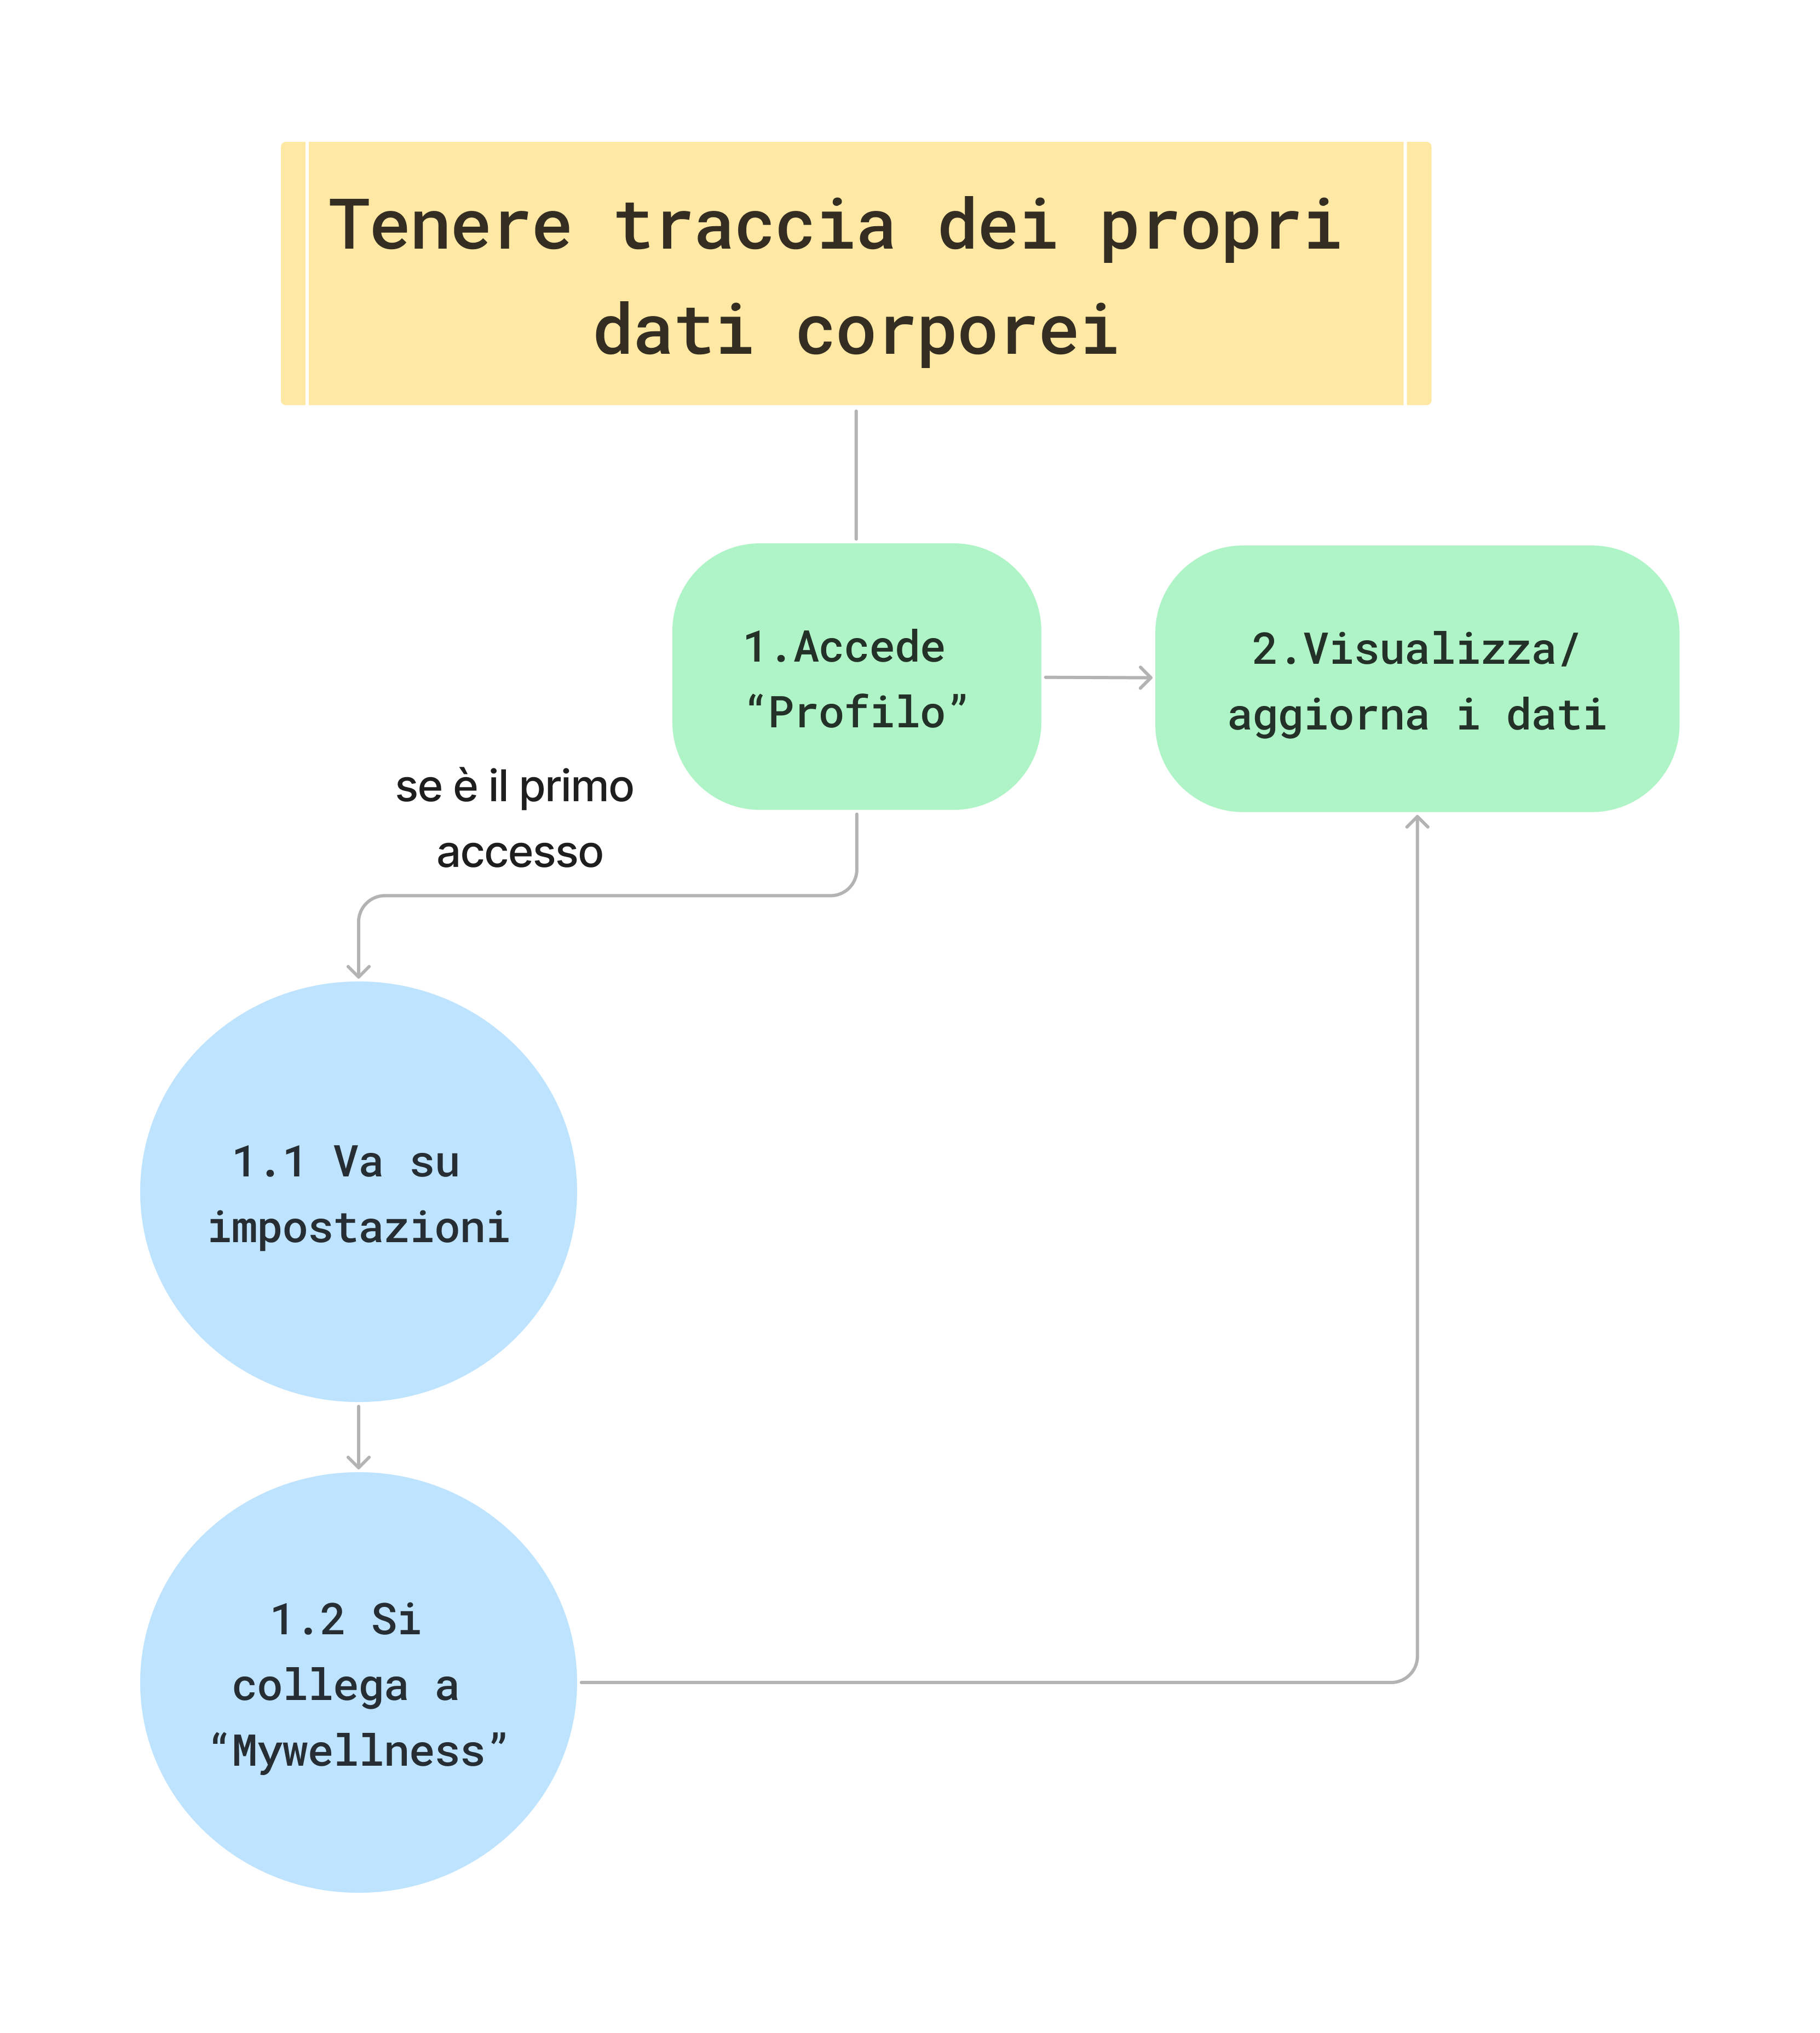 Tenere traccia dei propri
dati corporei
1.Accede
“Profilo”
2.Visualizza/
aggiorna i dati
se è il primo
accesso
1.1 Va su
impostazioni
1.2 Si
collega a
“Mywellness”